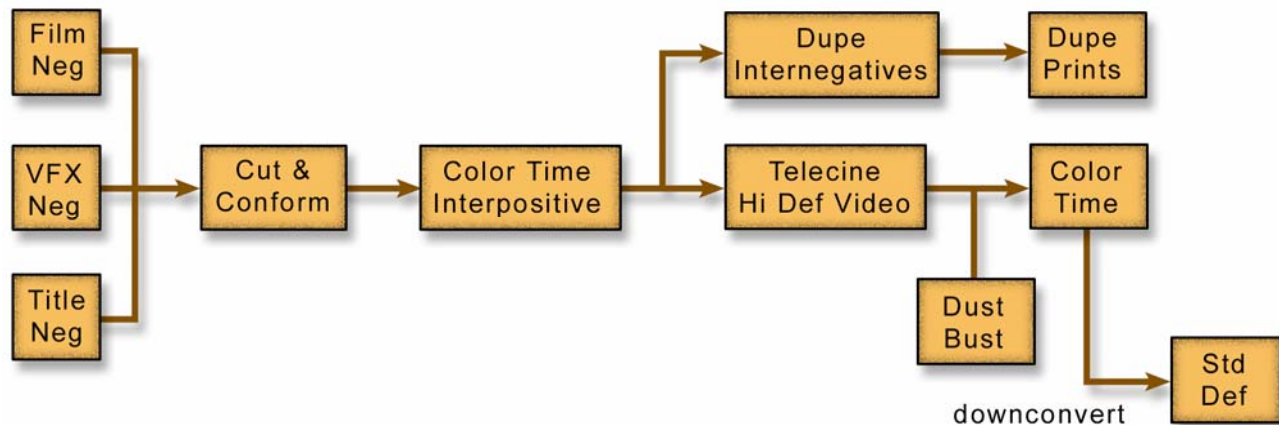 Film
Neg
VFX
Neg
Title
Neg
Cut &
Conform
Color Time
Interpositive
Dupe
Internegatives
Dupe
Prints
Telecine
Hi Def Video
Color
Time
Dust
Bust
Std
Def
downconvert